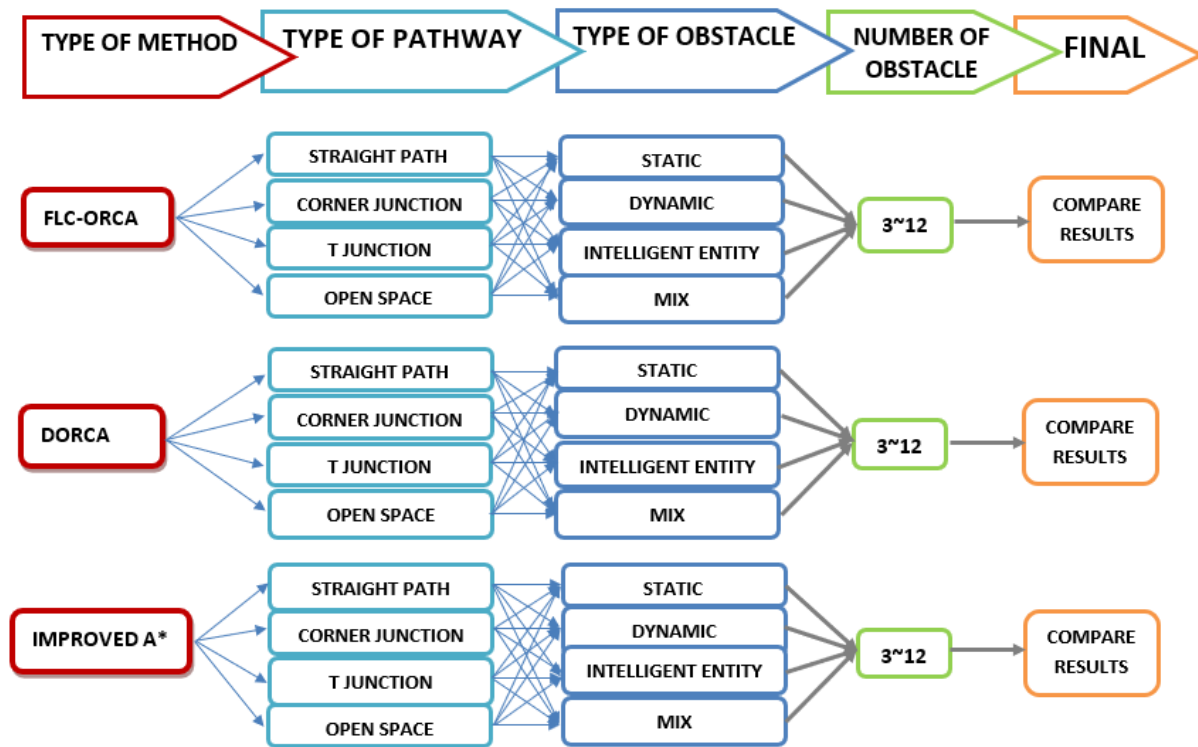 TYPE OF METHOD
TYPE OF PATHWAY
TYPE OF OBSTACLE
NUMBER OF
OBSTACLE
FINAL
FLC-ORCA
STRAIGHT PATH
CORNER JUNCTION
T JUNCTION
OPEN SPACE
STATIC
DYNAMIC
INTELLIGENT ENTITY
MIX
3~12
COMPARE
RESULTS
DORCA
STRAIGHT PATH
CORNER JUNCTION
T JUNCTION
OPEN SPACE
STATIC
DYNAMIC
INTELLIGENT ENTITY
MIX
3~12
COMPARE
RESULTS
IMPROVED A*
STRAIGHT PATH
CORNER JUNCTION
T JUNCTION
OPEN SPACE
STATIC
DYNAMIC
INTELLIGENT ENTITY
MIX
3~12
COMPARE
RESULTS